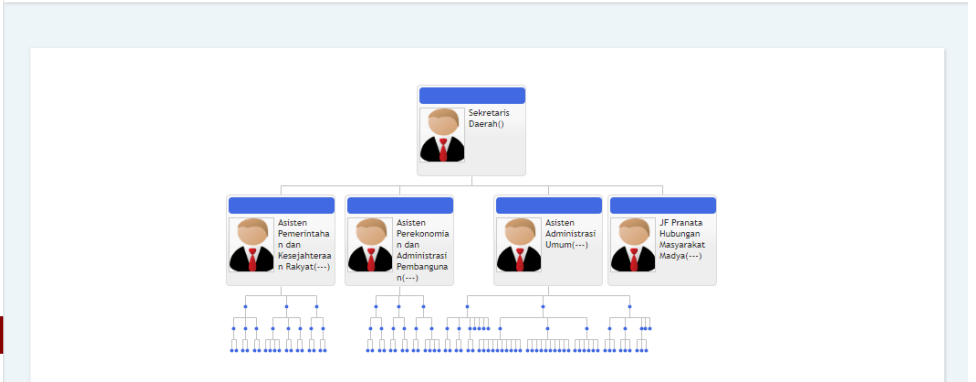 Sekretaris
Daerah()
Asisten
Pemerintaha
n dan
Kesejahteraa
n Rakyat(---)
Asisten
Perekonomia
n dan
Administrasi
Pembanguna
n(---)
Asisten
Administrasi
Umum(---)
JF Pranata
Hubungan
Masyarakat
Madya(---)